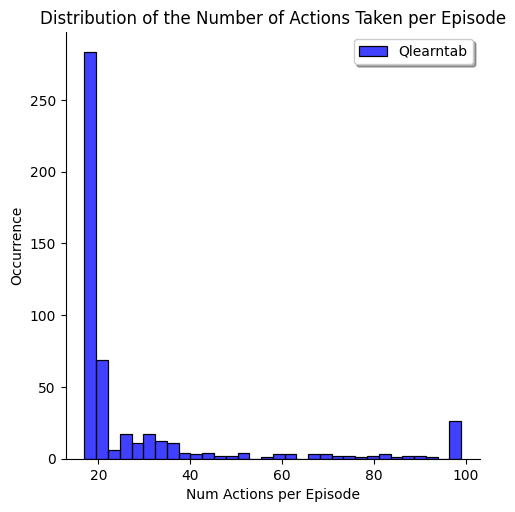 Distribution of the Number of Actions Taken per Episode
Qlearntab
Occurrence
250
200
150
100
50
0
20
40
60
80
100
Num Actions per Episode